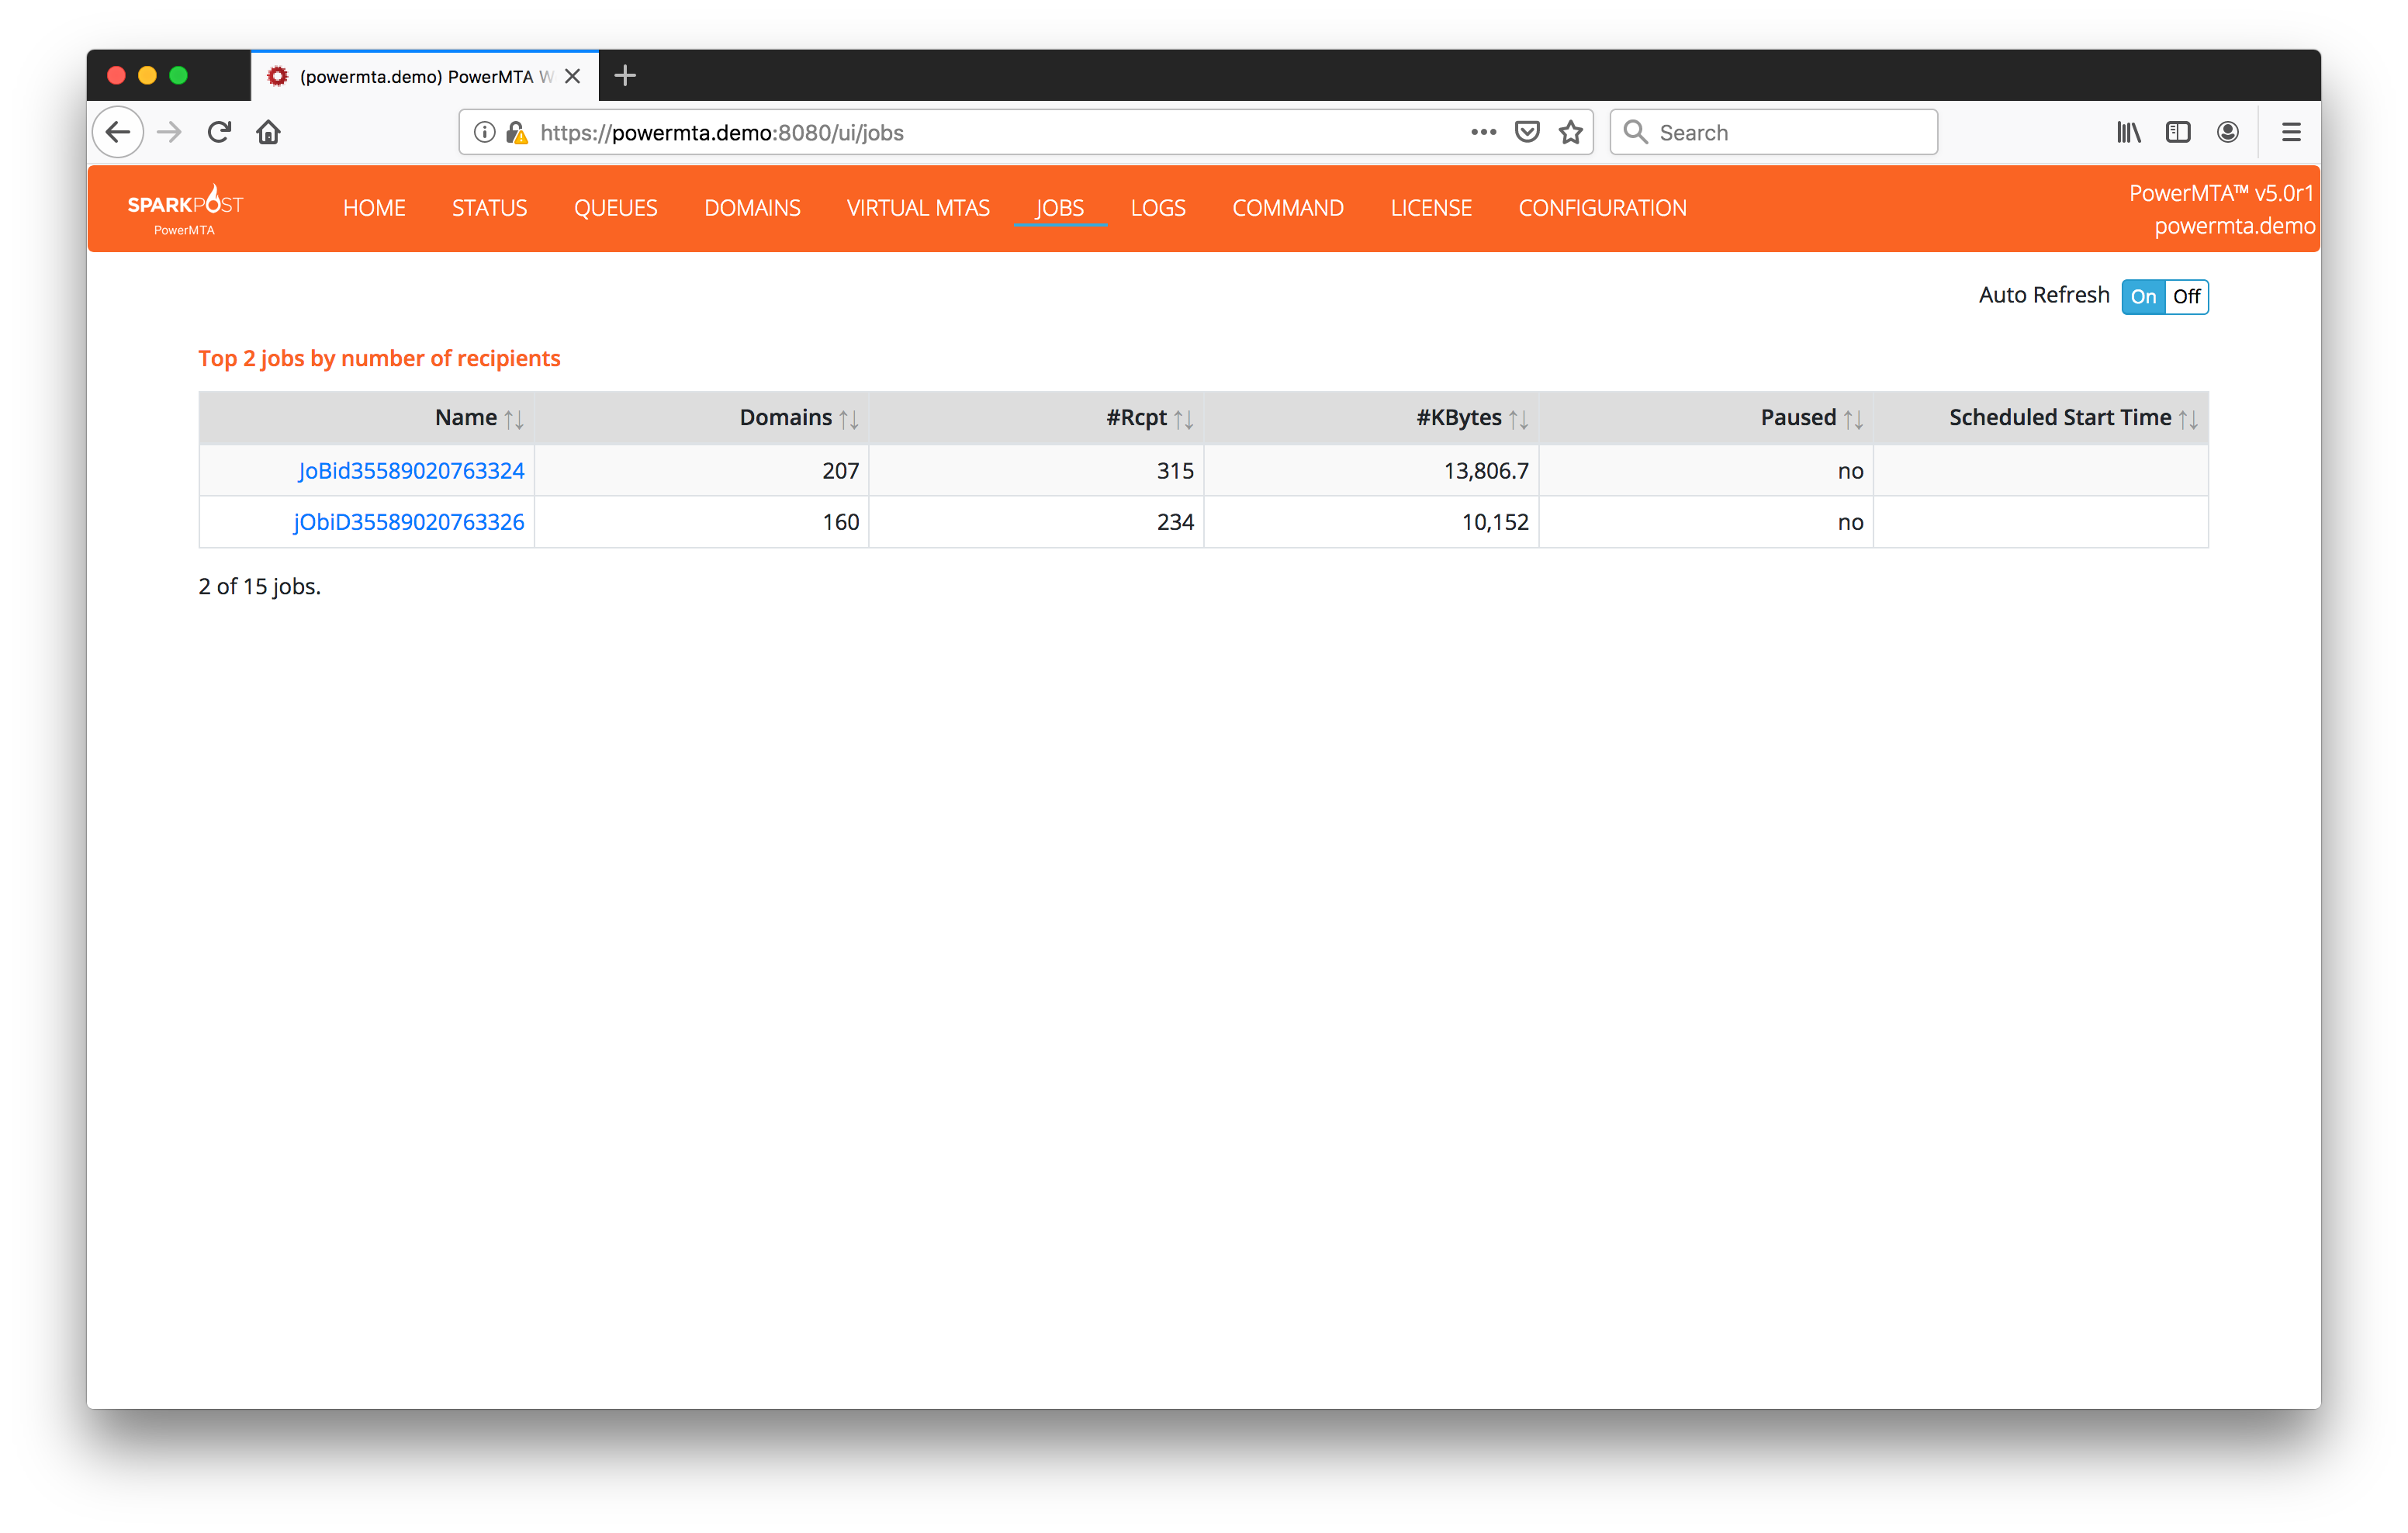 (powermta.demo) PowerMTA W
https://powermta.demo:8080/ui/jobs
Search
SPARKPOST
PowerMTA
HOME STATUS QUEUES DOMAINS VIRTUAL MTAS JOBS LOGS COMMAND LICENSE CONFIGURATION
PowerMTA™ v5.0r1
powermta.demo
Auto Refresh On Off
Top 2 jobs by number of recipients
Name Domains #Rcpt #KBytes Paused Scheduled Start Time
JoBid35589020763324 207 315 13,806.7 no
jObiD35589020763326 160 234 10,152 no
2 of 15 jobs.